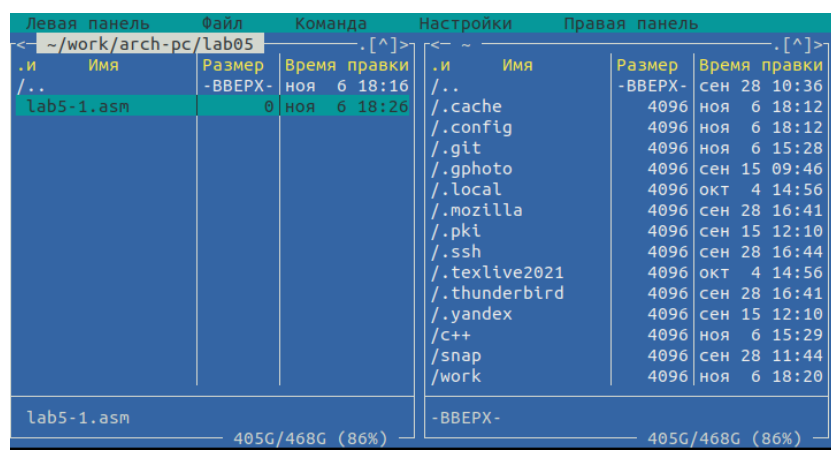 Левая панель Файл Команда Настройки Правая панель
<- ~/work/arch-pc/lab05 .[^]>
.и Имя Размер Время правки
/.. -ВВЕРХ- ноя 6 18:16
lab5-1.asm 0 ноя 6 18:26
lab5-1.asm
405G/468G (86%)
<- ~ .[^]>
.и Имя Размер Время правки
/.. -ВВЕРХ- сен 28 10:36
/.cache 4096 ноя 6 18:12
/.config 4096 ноя 6 18:12
/.git 4096 ноя 6 15:28
/.gphoto 4096 сен 15 09:46
/.local 4096 окт 4 14:56
/.mozilla 4096 сен 28 16:41
/.pki 4096 сен 15 12:10
/.ssh 4096 сен 28 16:44
/.texlive2021 4096 окт 4 14:56
/.thunderbird 4096 сен 28 16:41
/.yandex 4096 сен 15 12:10
/c++ 4096 ноя 6 15:29
/snap 4096 сен 28 11:44
/work 4096 ноя 6 18:20
-ВВЕРХ-
405G/468G (86%)